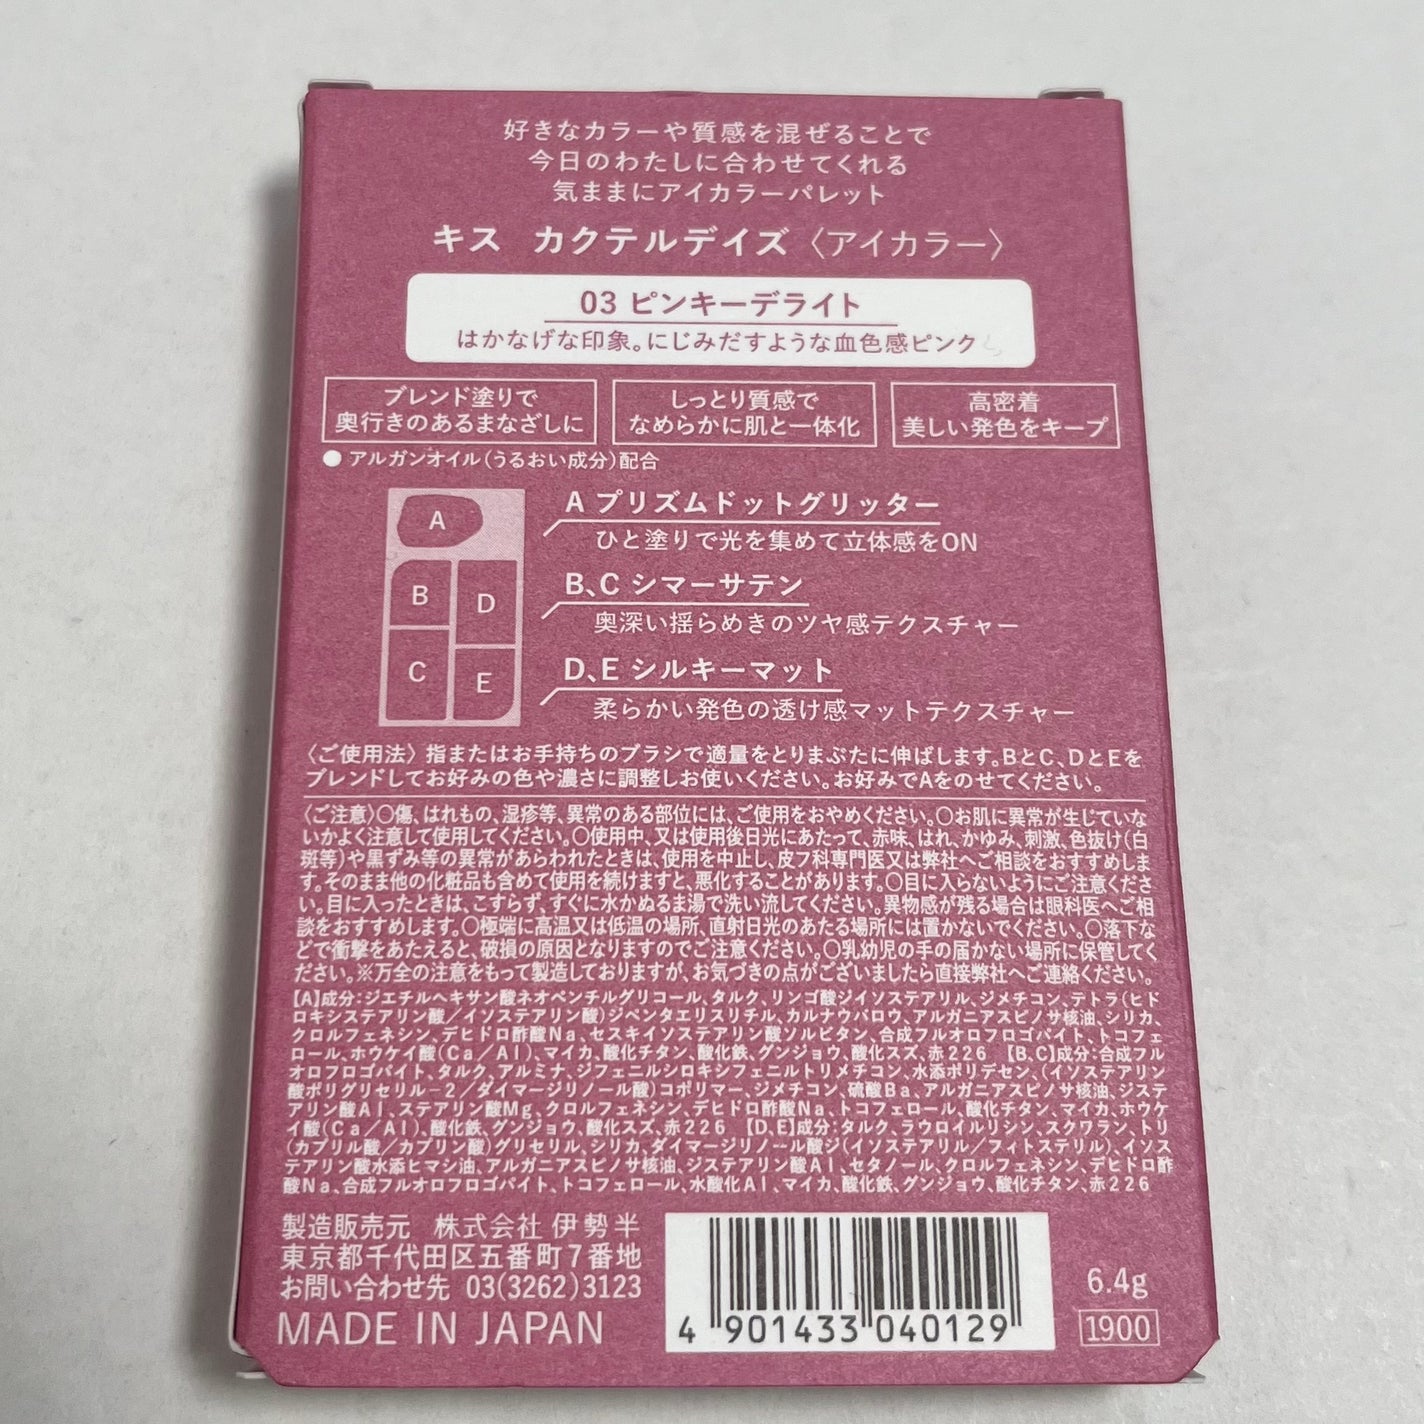 好きなカラーや質感を混ぜることで
今日のわたしに合わせてくれる
気ままにアイカラーパレット
キス カクテルデイズ〈アイカラー〉
03 ピンキーデライト
はかなげな印象。にじみだすような血色感ピンク
ブレンド塗りで
奥行きのあるまなざしに
しっとり質感で
なめらかに肌と一体化
高密着
美しい発色をキープ
● アルガンオイル(うるおい成分)配合
A
B
C
D
E
A プリズムドットグリッター
ひと塗りで光を集めて立体感をON
B、C シマーサテン
奥深い揺らめきのツヤ感テクスチャー
D、E シルキーマット
柔らかい発色の透け感マットテクスチャー
〈ご使用法〉指またはお手持ちのブラシで適量をとりまぶたに伸ばします。BとC、DとEを
ブレンドしてお好みの色や濃さに調整しお使いください。お好みでAをのせてください。
〈ご注意〉○傷、はれもの、湿疹等、異常のある部位には、ご使用をおやめください。○お肌に異常が生じていな
いかよく注意して使用してください。○使用中、又は使用後日光にあたって、赤味、はれ、かゆみ、刺激、色抜け(白
斑等)や黒ずみ等の異常があらわれたときは、使用を中止し、皮フ科専門医又は弊社へご相談をおすすめしま
す。そのまま他の化粧品も含めて使用を続けますと、悪化することがあります。○目に入らないようにご注意くださ
い。目に入ったときは、こすらず、すぐに水かぬるま湯で洗い流してください。異物感が残る場合は眼科医へご相
談をおすすめします。○極端に高温又は低温の場所、直射日光のあたる場所には置かないでください。○落下な
どで衝撃をあたえると、破損の原因となりますのでご注意ください。○乳幼児の手の届かない場所に保管してく
ださい。※万全の注意をもって製造しておりますが、お気づきの点がございましたら直接弊社へご連絡ください。
【A】成分:ジエチルヘキサン酸ネオペンチルグリコール、タルク、リンゴ酸ジイソステアリル、ジメチコン、テトラ(ヒド
ロキシステアリン酸/イソステアリン酸)ジペンタエリスリチル、カルナウバロウ、アルガニアスピノサ核油、シリカ、
クロルフェネシン、デヒドロ酢酸Na、セスキイソステアリン酸ソルビタン、合成フルオロフロゴパイト、トコフェ
ロール、ホウケイ酸(Ca/Al)、マイカ、酸化チタン、酸化鉄、グンジョウ、酸化スズ、赤226 【B、C】成分:合成フル
オロフロゴパイト、タルク、アルミナ、ジフェニルシロキシフェニルトリメチコン、水添ポリデセン、(イソステアリン
酸ポリグリセリル-2/ダイマージリノール酸)コポリマー、ジメチコン、硫酸Ba、アルガニアスピノサ核油、ジステ
アリン酸Al、ステアリン酸Mg、クロルフェネシン、デヒドロ酢酸Na、トコフェロール、酸化チタン、マイカ、ホウケ
イ酸(Ca/Al)、酸化鉄、グンジョウ、酸化スズ、赤226 【D、E】成分:タルク、ラウロイルリシン、スクワラン、トリ
(カプリル酸/カプリン酸)グリセリル、シリカ、ダイマージリノール酸ジ(イソステアリル/フィトステリル)、イソス
テアリン酸水添ヒマシ油、アルガニアスピノサ核油、ジステアリン酸Al、セタノール、クロルフェネシン、デヒドロ酢
酸Na、合成フルオロフロゴパイト、トコフェロール、水酸化Al、マイカ、酸化鉄、グンジョウ、酸化チタン、赤226
製造販売元 株式会社 伊勢半
東京都千代田区五番町7番地
お問い合わせ先 03(3262)3123
MADE IN JAPAN
4 901433 040129
6.4g
1900